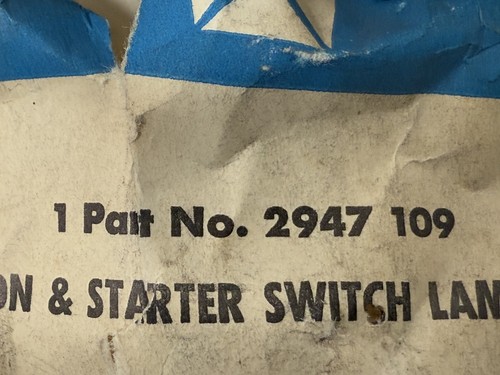 1 Part No. 2947 109
ON & STARTER SWITCH LAN